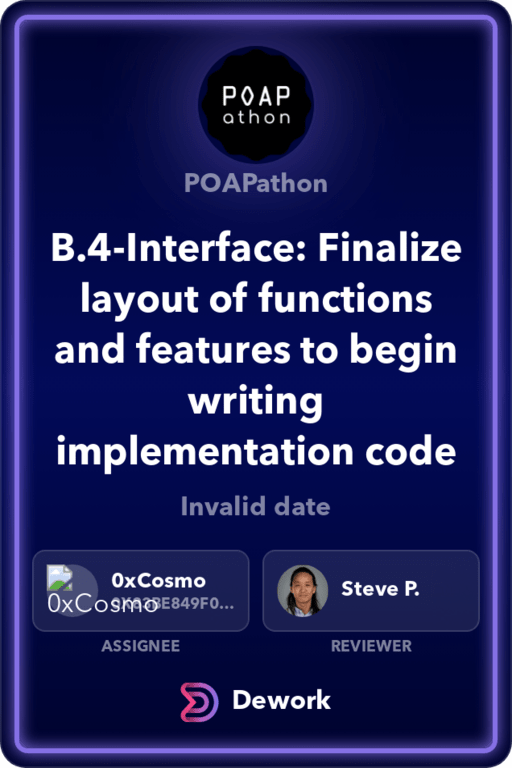 POAP
athon
POAPathon
B.4-Interface: Finalize
layout of functions
and features to begin
writing
implementation code
Invalid date
0xCosmo
0xCosmo
Steve P.
ASSIGNEE
REVIEWER
Dework